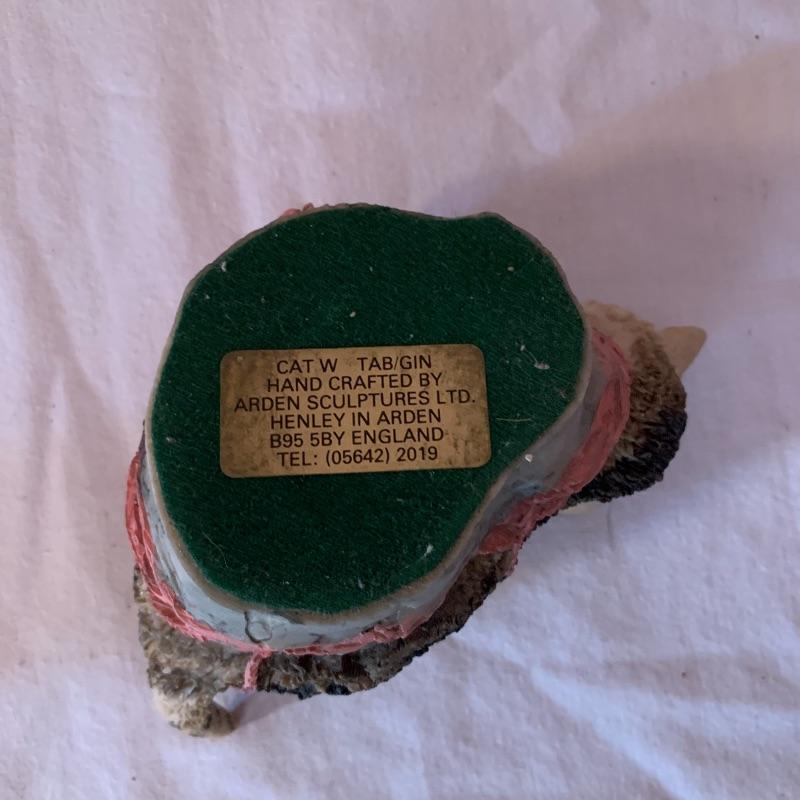 CAT W TAB/GIN
HAND CRAFTED BY
ARDEN SCULPTURES LTD.
HENLEY IN ARDEN
B95 5BY ENGLAND
TEL: (05642) 2019